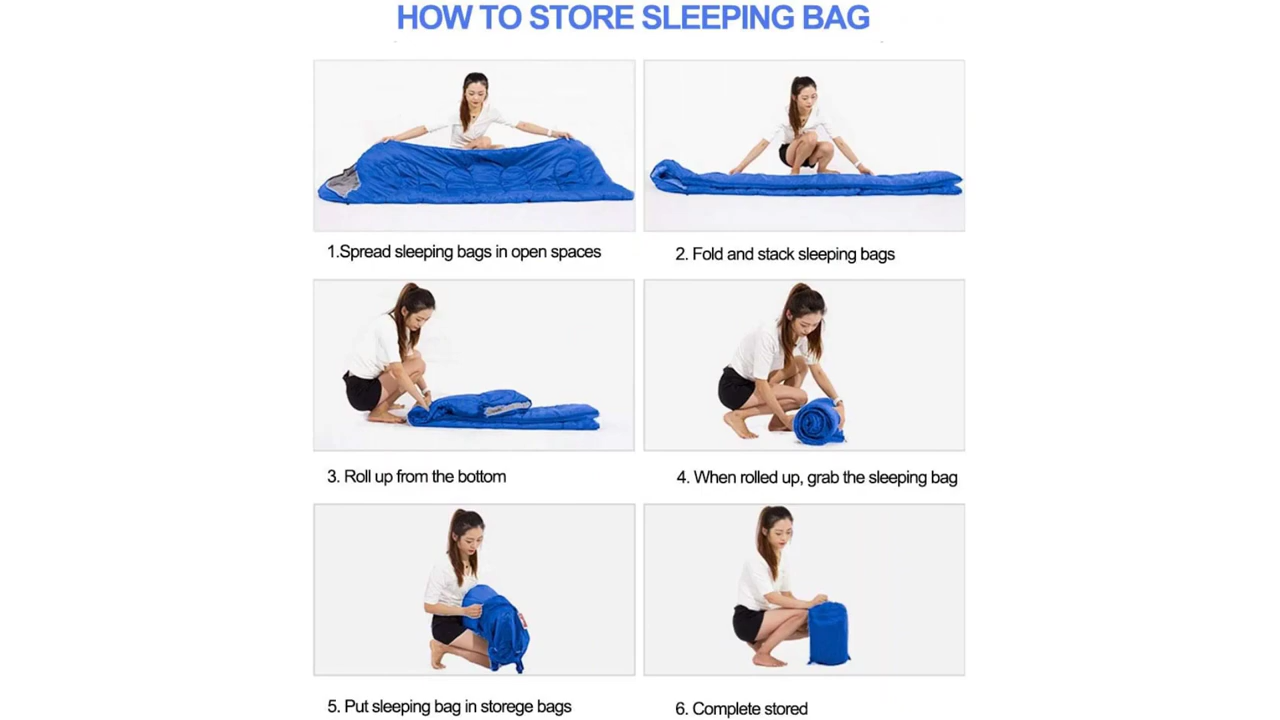 HOW TO STORE SLEEPING BAG
1.Spread sleeping bags in open spaces
2. Fold and stack sleeping bags
3. Roll up from the bottom
4. When rolled up, grab the sleeping bag
5. Put sleeping bag in storege bags
6. Complete stored